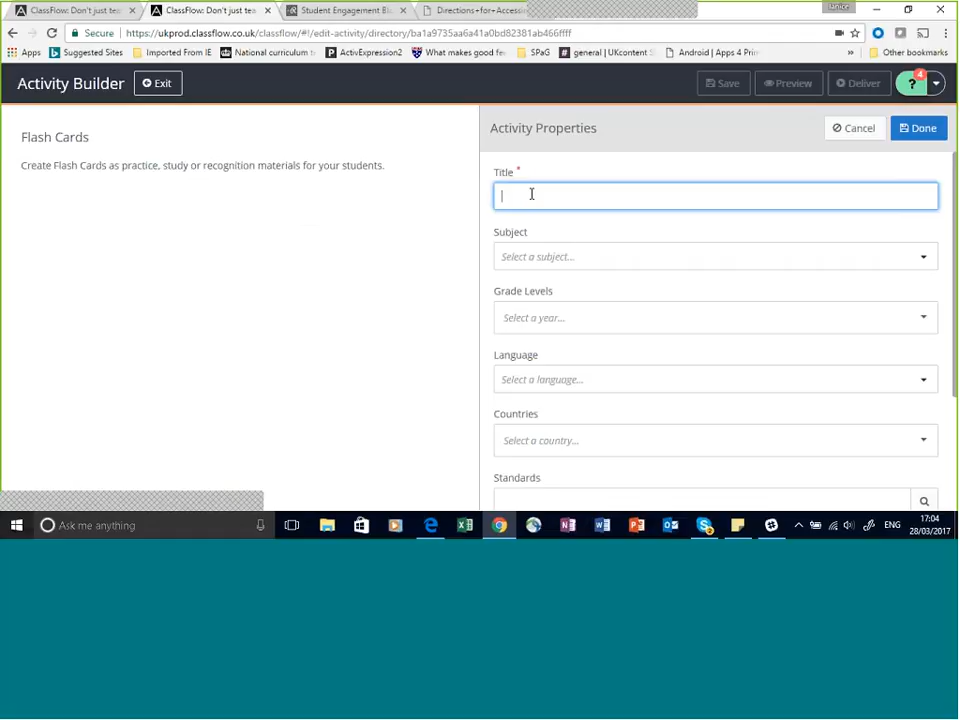 ClassFlow: Don't just tea
ClassFlow: Don't just tea
Student Engagement Bl
Directions+for+Access
Janice
Secure
https://ukprod.classflow.co.uk/classflow/#!/edit-activity/directory/ba1a9735aa6a41a0bd82381ab466ffff
Apps
Suggested Sites
Imported From IE
National curriculum
ActivExpression2
What makes good fe
SPaG
general | UKcontent S
Android | Apps 4 Prim
»
Other bookmarks
Activity Builder
Exit
Save
Preview
Deliver
?
4
Flash Cards
Create Flash Cards as practice, study or recognition materials for your students.
Activity Properties
Cancel
Done
Title *
Subject
Select a subject...
Grade Levels
Select a year...
Language
Select a language...
Countries
Select a country...
Standards
Ask me anything
ENG
17:04
28/03/2017